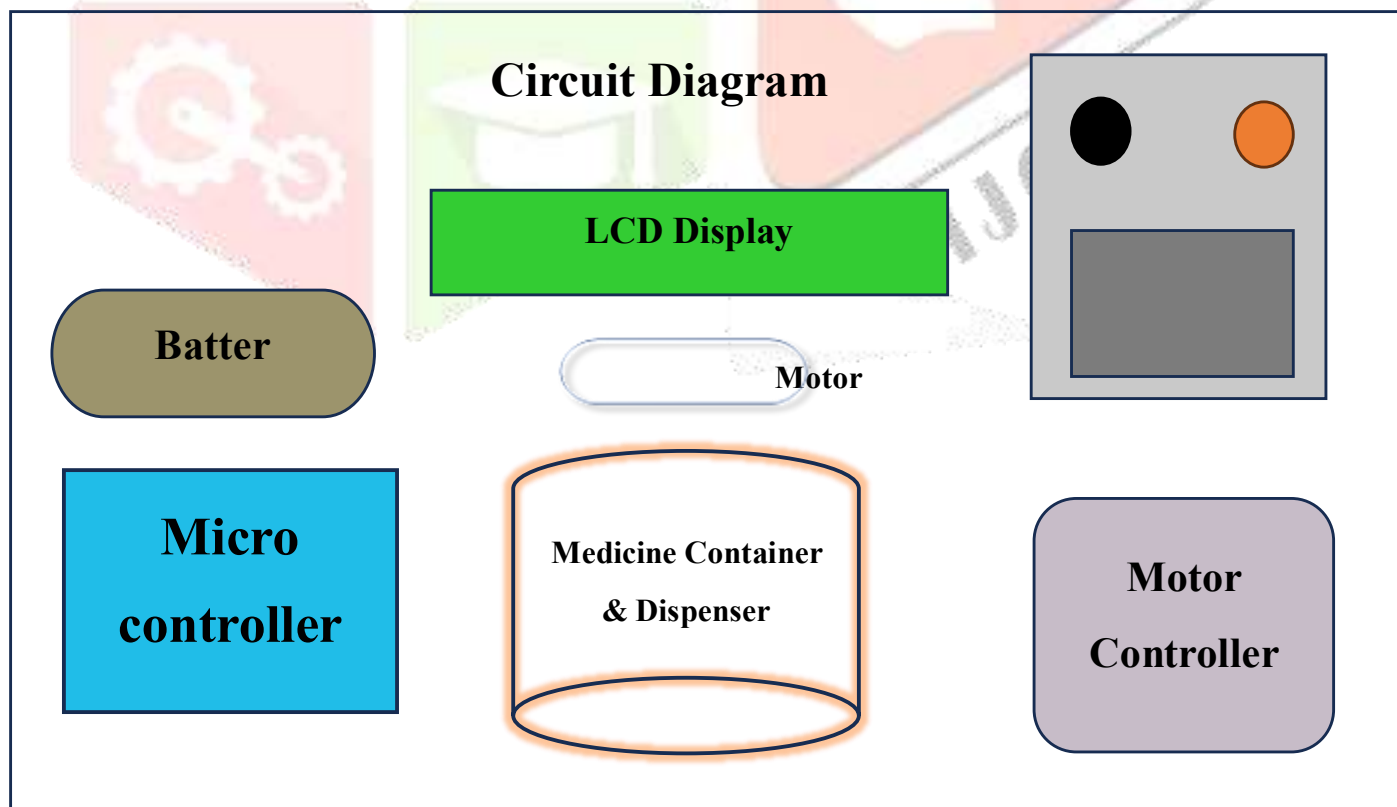 Circuit Diagram
LCD Display
Batter
Motor
Micro
controller
Medicine Container
& Dispenser
Motor
Controller